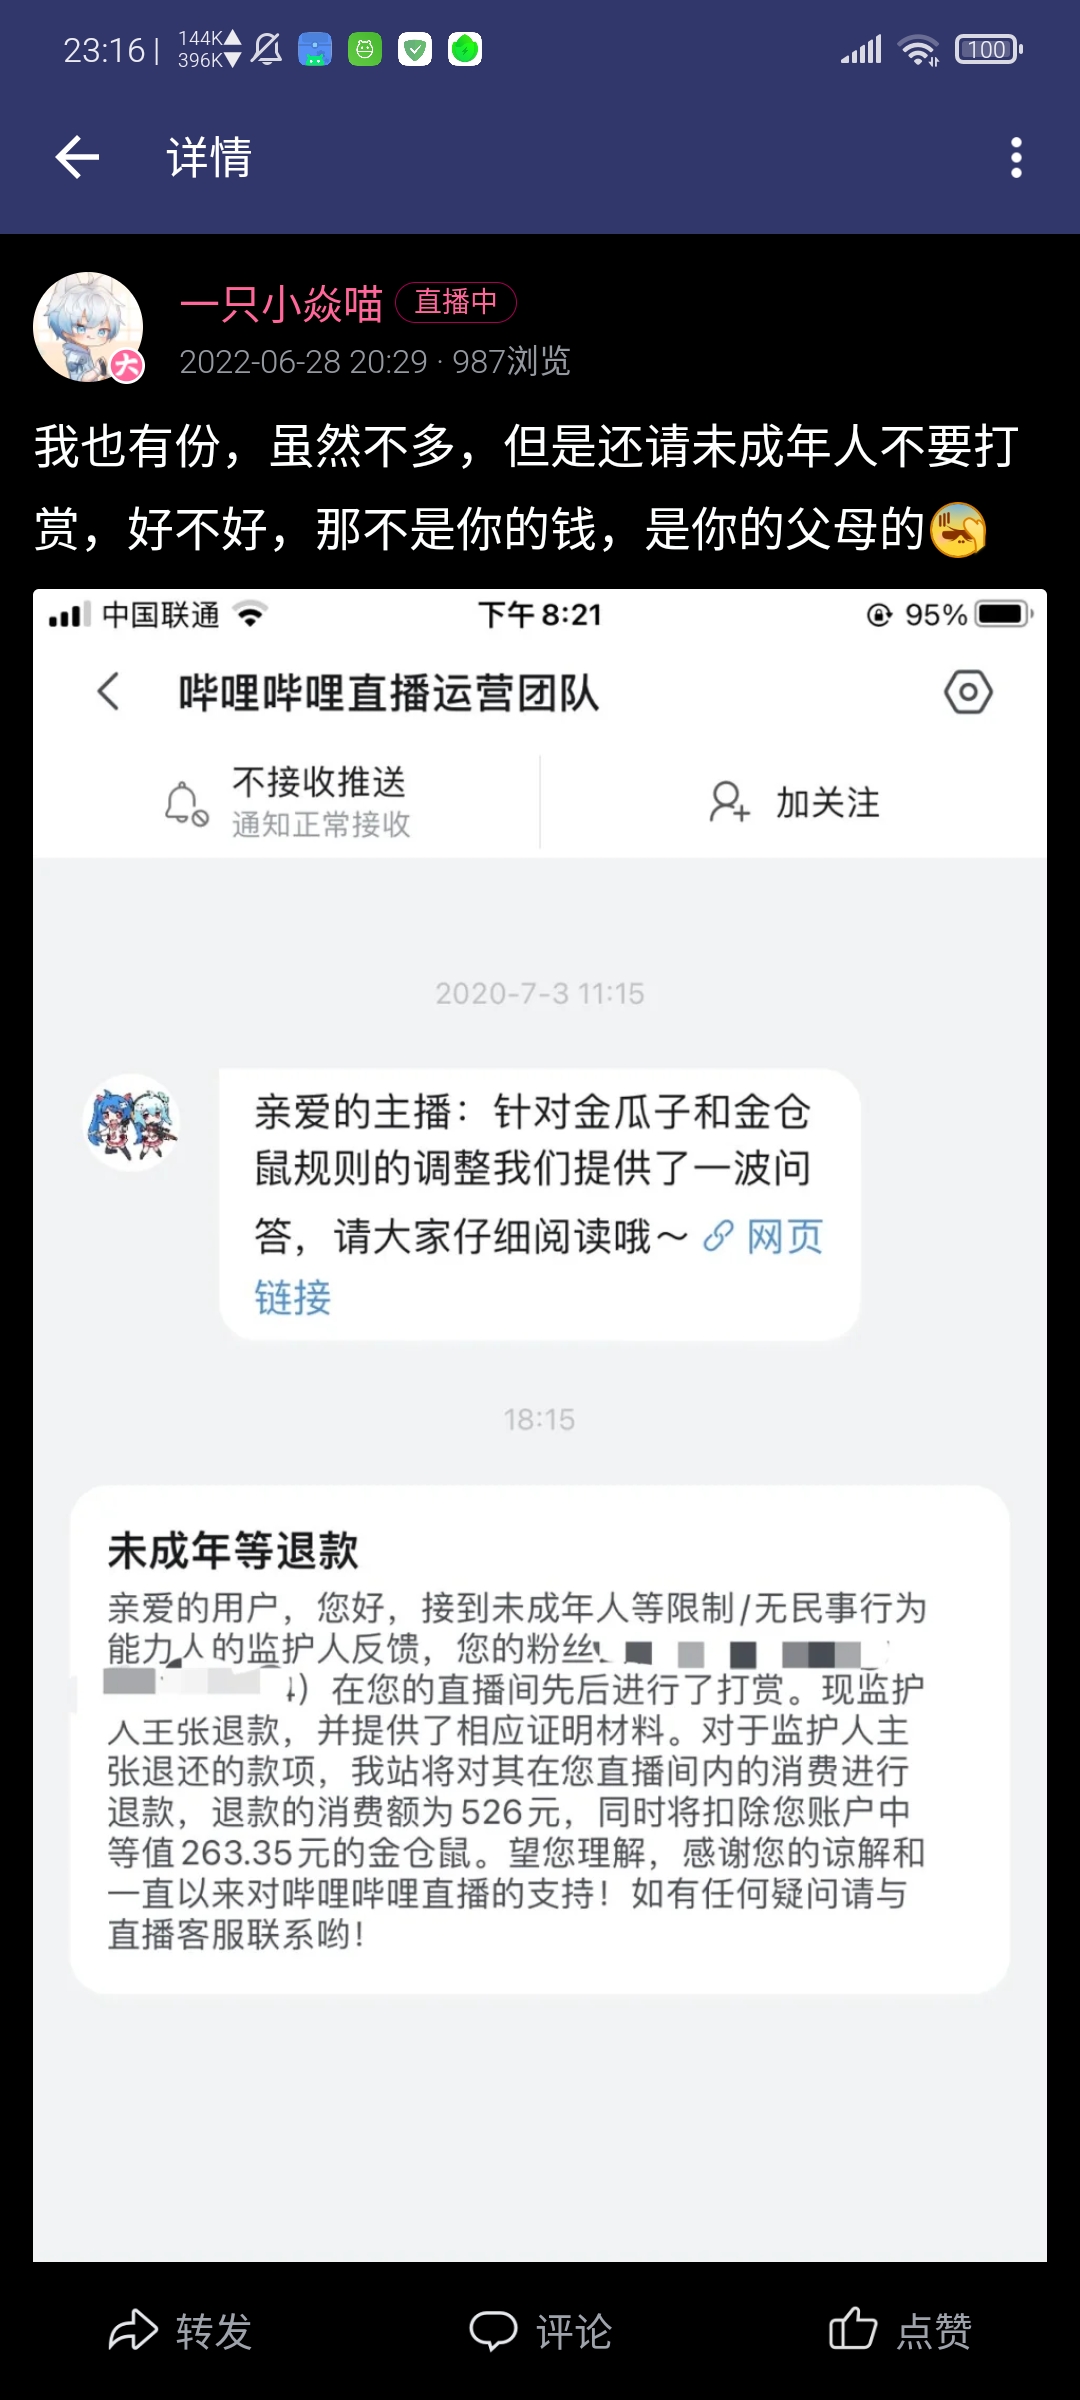 23:16 | 144K 396K 100
详情
一只小焱喵 直播中
大
2022-06-28 20:29 · 987浏览
我也有份，虽然不多，但是还请未成年人不要打
赏，好不好，那不是你的钱，是你的父母的
中国联通 下午8:21 95%
哔哩哔哩直播运营团队
不接收推送
通知正常接收
加关注
2020-7-3 11:15
亲爱的主播：针对金瓜子和金仓
鼠规则的调整我们提供了一波问
答，请大家仔细阅读哦～ 网页
链接
18:15
未成年等退款
亲爱的用户，您好，接到未成年人等限制/无民事行为
能力人的监护人反馈，您的粉丝
）在您的直播间先后进行了打赏。现监护
人主张退款，并提供了相应证明材料。对于监护人主
张退还的款项，我站将对其在您直播间内的消费进行
退款，退款的消费额为526元，同时将扣除您账户中
等值263.35元的金仓鼠。望您理解，感谢您的谅解和
一直以来对哔哩哔哩直播的支持！如有任何疑问请与
直播客服联系哟！
转发 评论 点赞